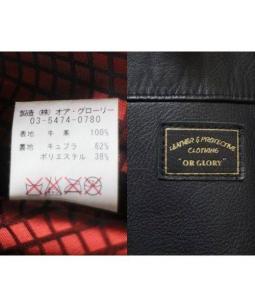 製造 (株) オア・グローリー
03-5474-0780
表地 牛革 100%
裏地 キュプラ 62%
ポリエステル 38%
LEATHER & PROTECTIVE
CLOTHING
"OR GLORY"